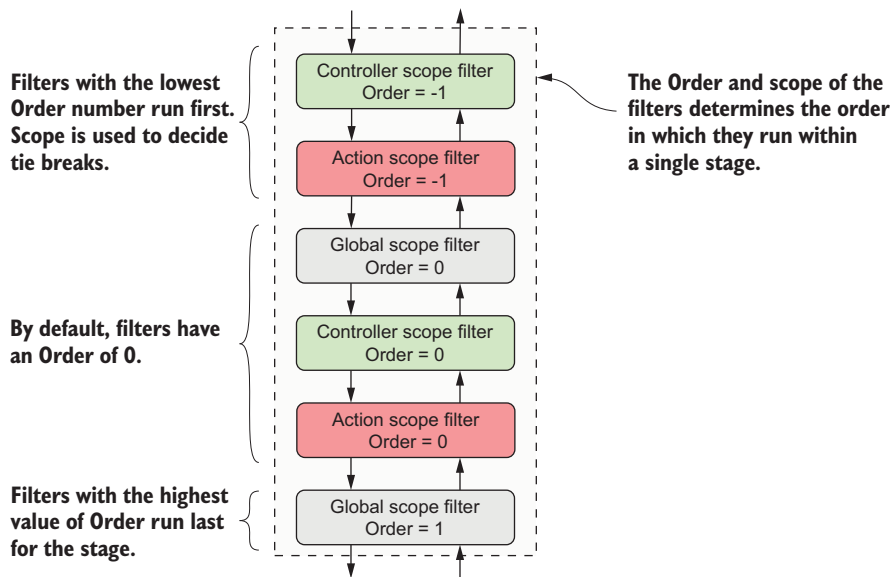 Filters with the lowest
Order number run first.
Scope is used to decide
tie breaks.
Controller scope filter
Order = -1
The Order and scope of the
filters determines the order
in which they run within
a single stage.
Action scope filter
Order = -1
Global scope filter
Order = 0
By default, filters have
an Order of 0.
Controller scope filter
Order = 0
Action scope filter
Order = 0
Filters with the highest
value of Order run last
for the stage.
Global scope filter
Order = 1